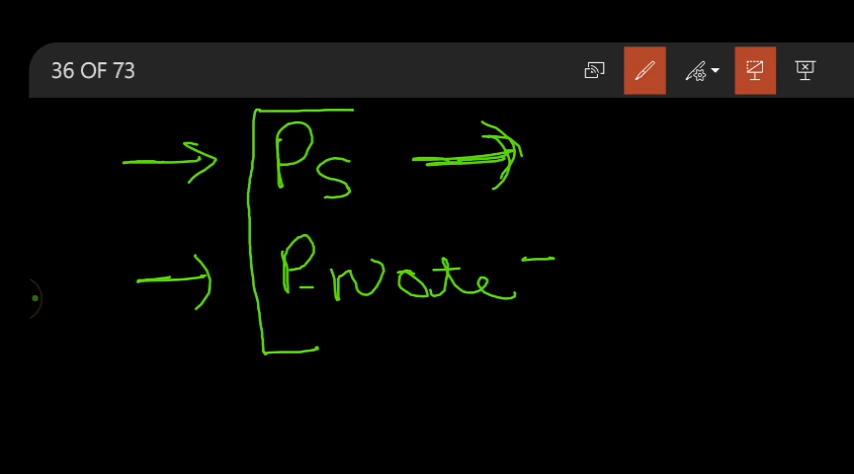 36 OF 73
→ Ps →
→ Private -